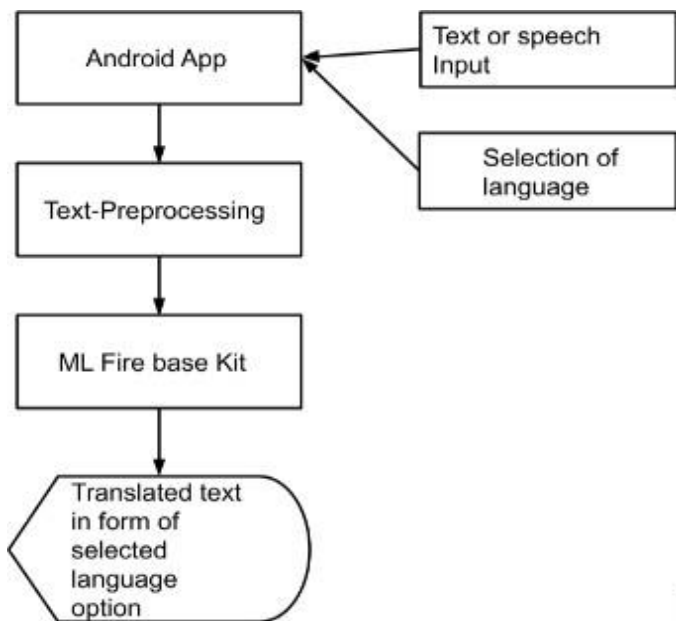 Android App
Text or speech
Input
Selection of
language
Text-Preprocessing
ML Fire base Kit
Translated text
in form of
selected
language
option